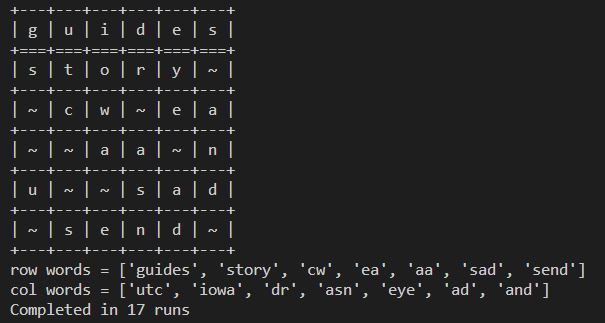 +---+---+---+---+---+---+
| g | u | i | d | e | s |
+===+===+===+===+===+===+
| s | t | o | r | y | ~ |
+---+---+---+---+---+---+
| ~ | c | w | ~ | e | a |
+---+---+---+---+---+---+
| ~ | ~ | a | a | ~ | n |
+---+---+---+---+---+---+
| u | ~ | ~ | s | a | d |
+---+---+---+---+---+---+
| ~ | s | e | n | d | ~ |
+---+---+---+---+---+---+
row words = ['guides', 'story', 'cw', 'ea', 'aa', 'sad', 'send']
col words = ['utc', 'iowa', 'dr', 'asn', 'eye', 'ad', 'and']
Completed in 17 runs